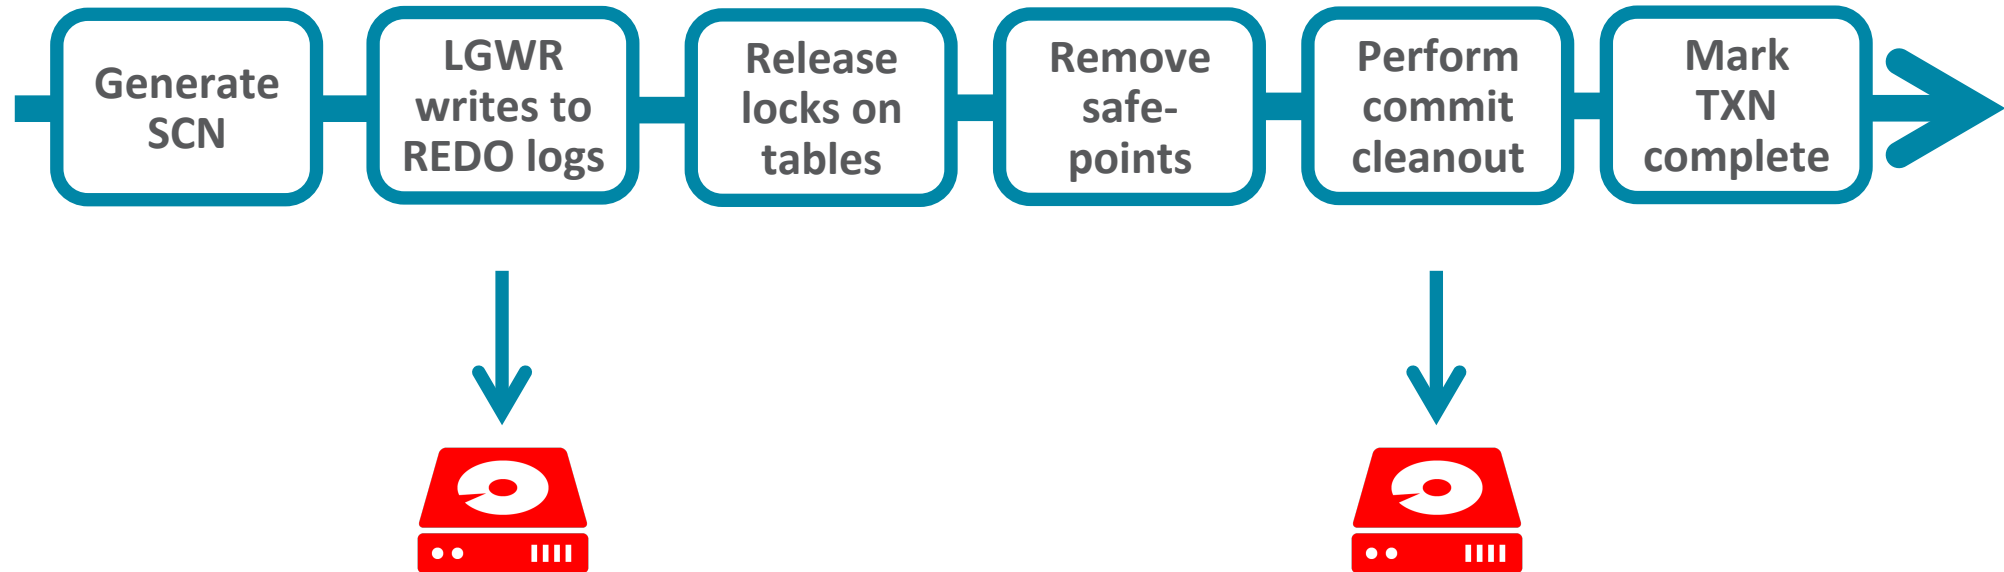 Generate
SCN
LGWR
writes to
REDO logs
Release
locks on
tables
Remove
safe-
points
Perform
commit
cleanout
Mark
TXN
complete